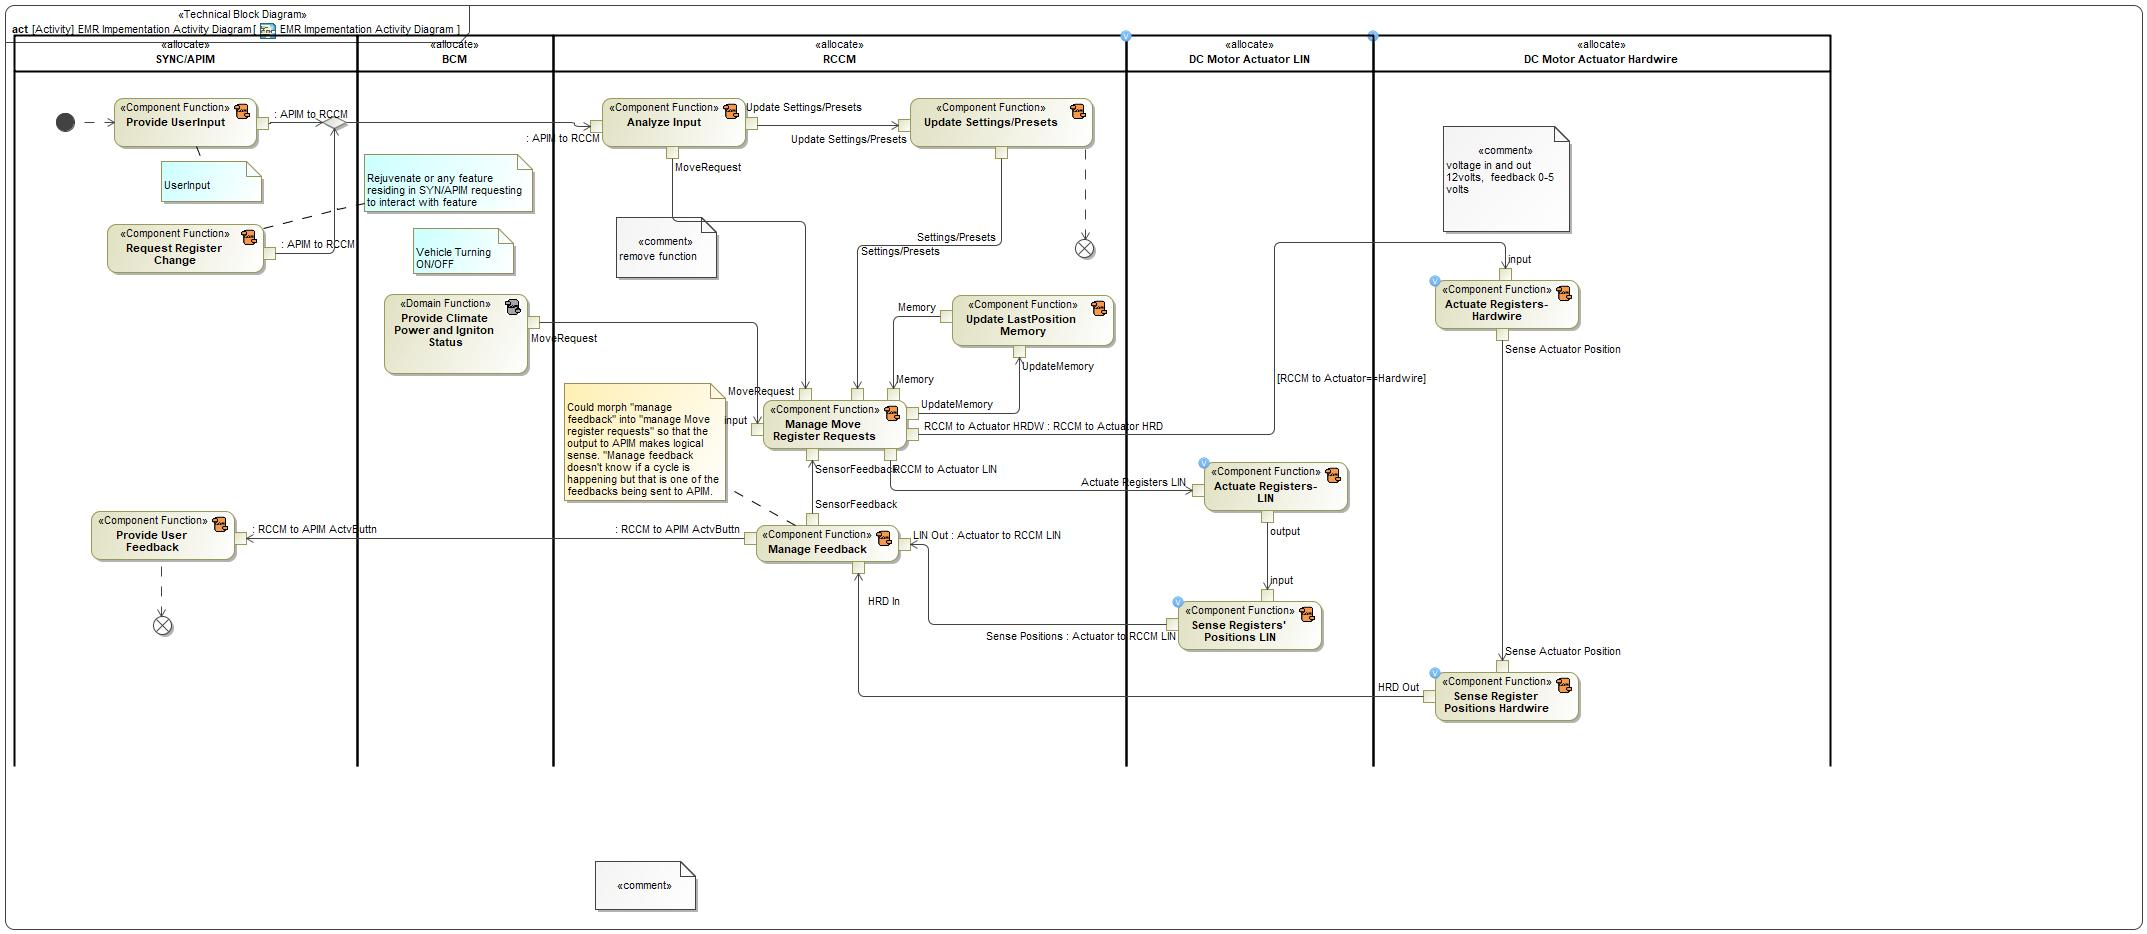 «Technical Block Diagram»
act [Activity] EMR Impementation Activity Diagram[ EMR Impementation Activity Diagram ]
«allocate»
SYNC/APIM
«allocate»
BCM
«allocate»
RCCM
«allocate»
DC Motor Actuator LIN
«allocate»
DC Motor Actuator Hardwire
«Component Function»
Provide UserInput
: APIM to RCCM
UserInput
«Component Function»
Request Register
Change
: APIM to RCCM
Rejuvenate or any feature
residing in SYN/APIM requesting
to interact with feature
Vehicle Turning
ON/OFF
«Domain Function»
Provide Climate
Power and Igniton
Status
MoveRequest
: APIM to RCCM
«Component Function»
Analyze Input
Update Settings/Presets
Update Settings/Presets
MoveRequest
«Component Function»
Update Settings/Presets
«comment»
remove function
Settings/Presets
Settings/Presets
Memory
«Component Function»
Update LastPosition
Memory
UpdateMemory
Memory
MoveRequest
UpdateMemory
input
«Component Function»
Manage Move
Register Requests
RCCM to Actuator HRDW : RCCM to Actuator HRD
[RCCM to Actuator==Hardwire]
SensorFeedback
RCCM to Actuator LIN
Could morph "manage
feedback" into "manage Move
register requests" so that the
output to APIM makes logical
sense. "Manage feedback
doesn't know if a cycle is
happening but that is one of the
feedbacks being sent to APIM.
SensorFeedback
«Component Function»
Manage Feedback
: RCCM to APIM ActvButtn
: RCCM to APIM ActvButtn
«Component Function»
Provide User
Feedback
LIN Out : Actuator to RCCM LIN
HRD In
Actuate Registers LIN
«Component Function»
Actuate Registers-
LIN
output
input
«Component Function»
Sense Registers'
Positions LIN
Sense Positions : Actuator to RCCM LIN
«comment»
voltage in and out
12volts, feedback 0-5
volts
input
«Component Function»
Actuate Registers-
Hardwire
Sense Actuator Position
Sense Actuator Position
«Component Function»
Sense Register
Positions Hardwire
HRD Out
«comment»